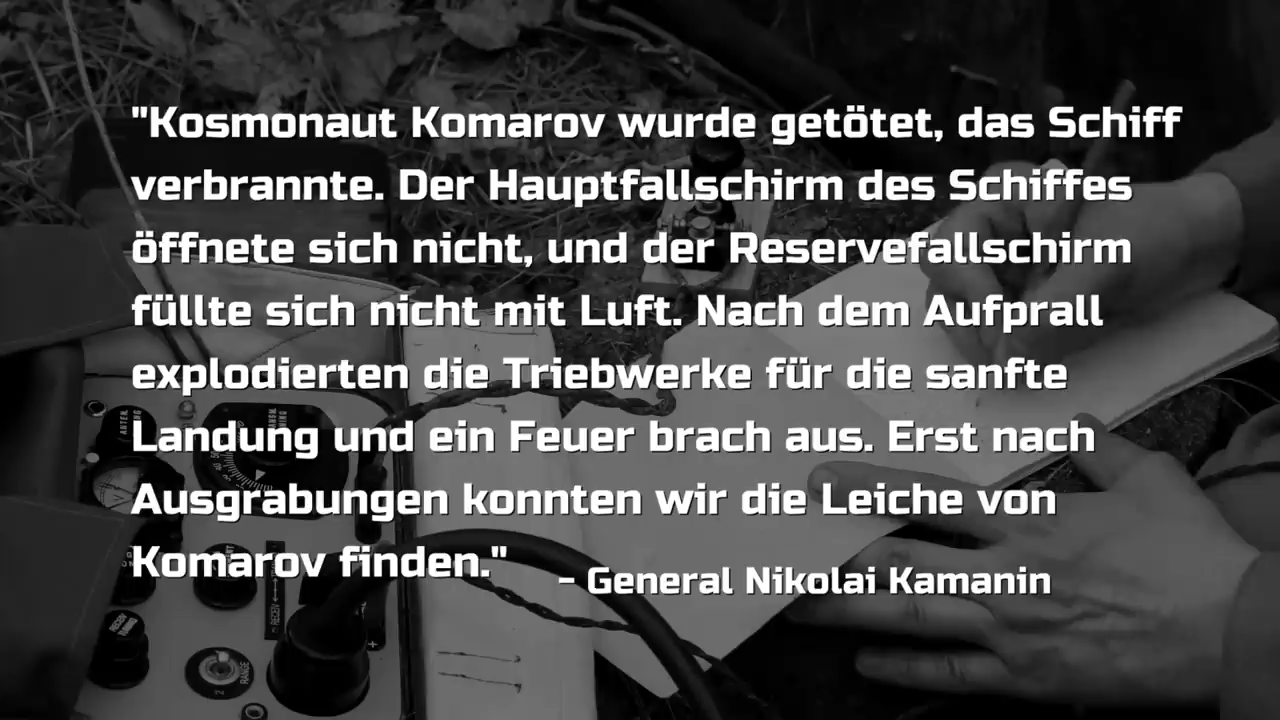 "Kosmonaut Komarov wurde getötet, das Schiff
verbrannte. Der Hauptfallschirm des Schiffes
öffnete sich nicht, und der Reservefallschirm
füllte sich nicht mit Luft. Nach dem Aufprall
explodierten die Triebwerke für die sanfte
Landung und ein Feuer brach aus. Erst nach
Ausgrabungen konnten wir die Leiche von
Komarov finden."
- General Nikolai Kamanin
RANGE